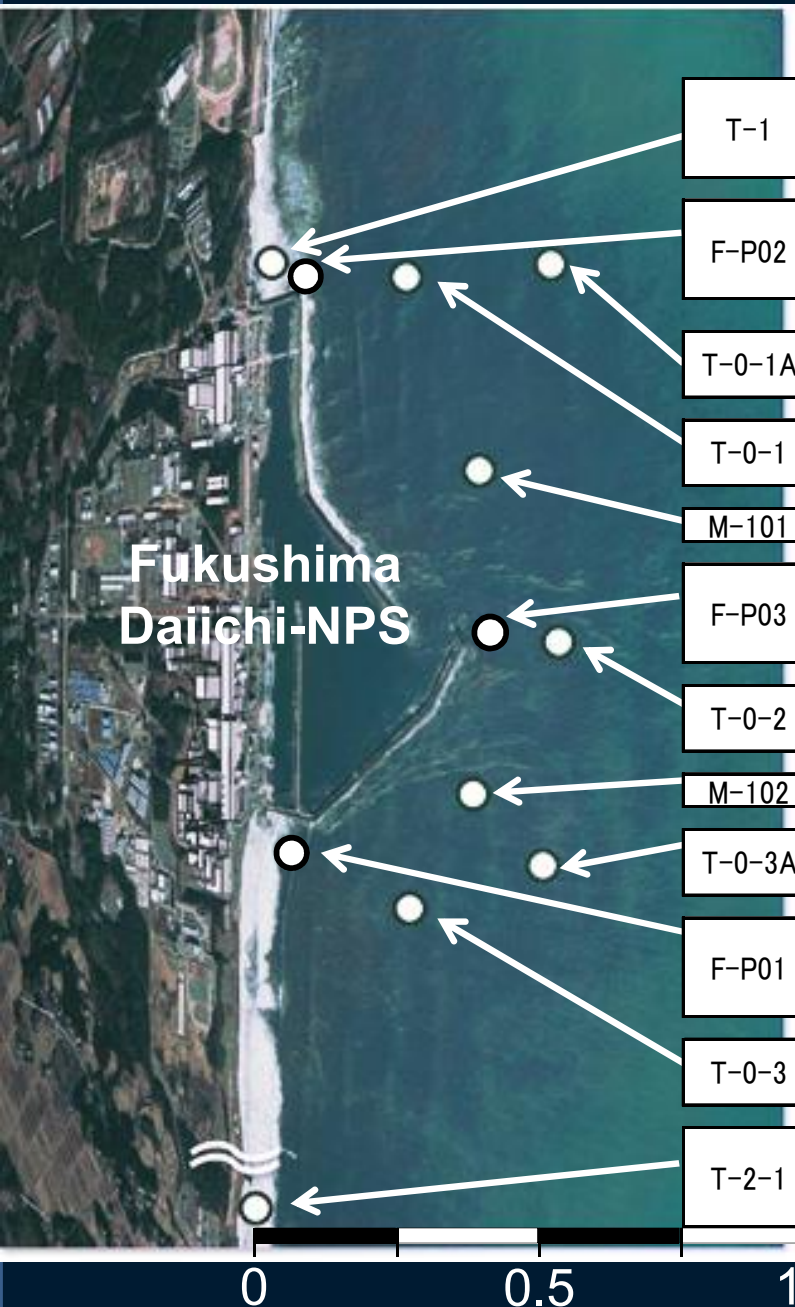 T-1
F-P02
T-0-1A
T-0-1
M-101
Fukushima
Daiichi-NPS
F-P03
T-0-2
M-102
T-0-3A
F-P01
T-0-3
T-2-1
0 0.5 1